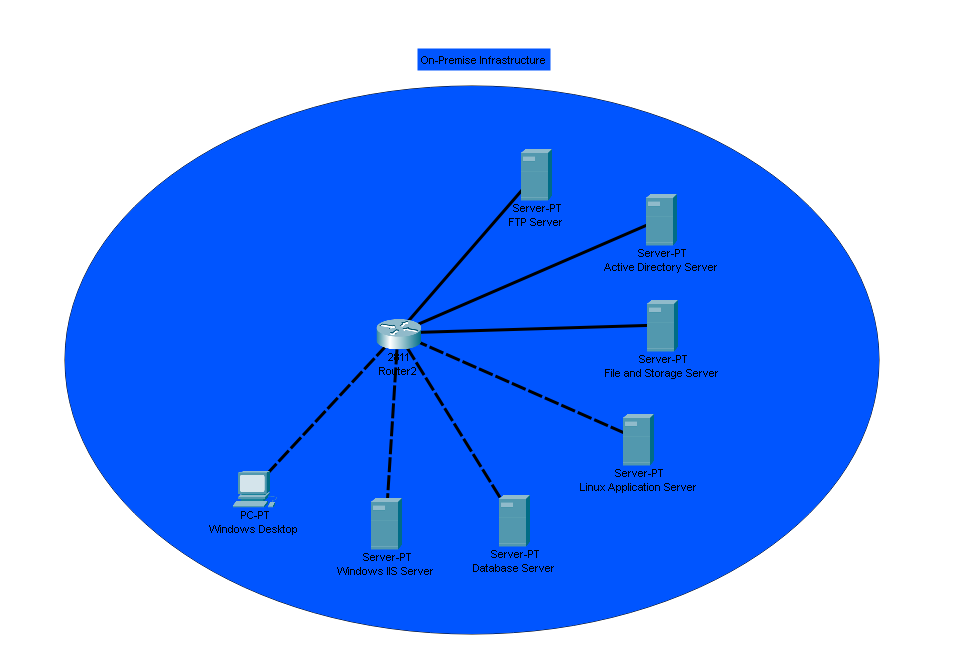 On-Premise Infrastructure
Server-PT
FTP Server
Server-PT
Active Directory Server
2811
Router2
Server-PT
File and Storage Server
Server-PT
Linux Application Server
PC-PT
Windows Desktop
Server-PT
Windows IIS Server
Server-PT
Database Server